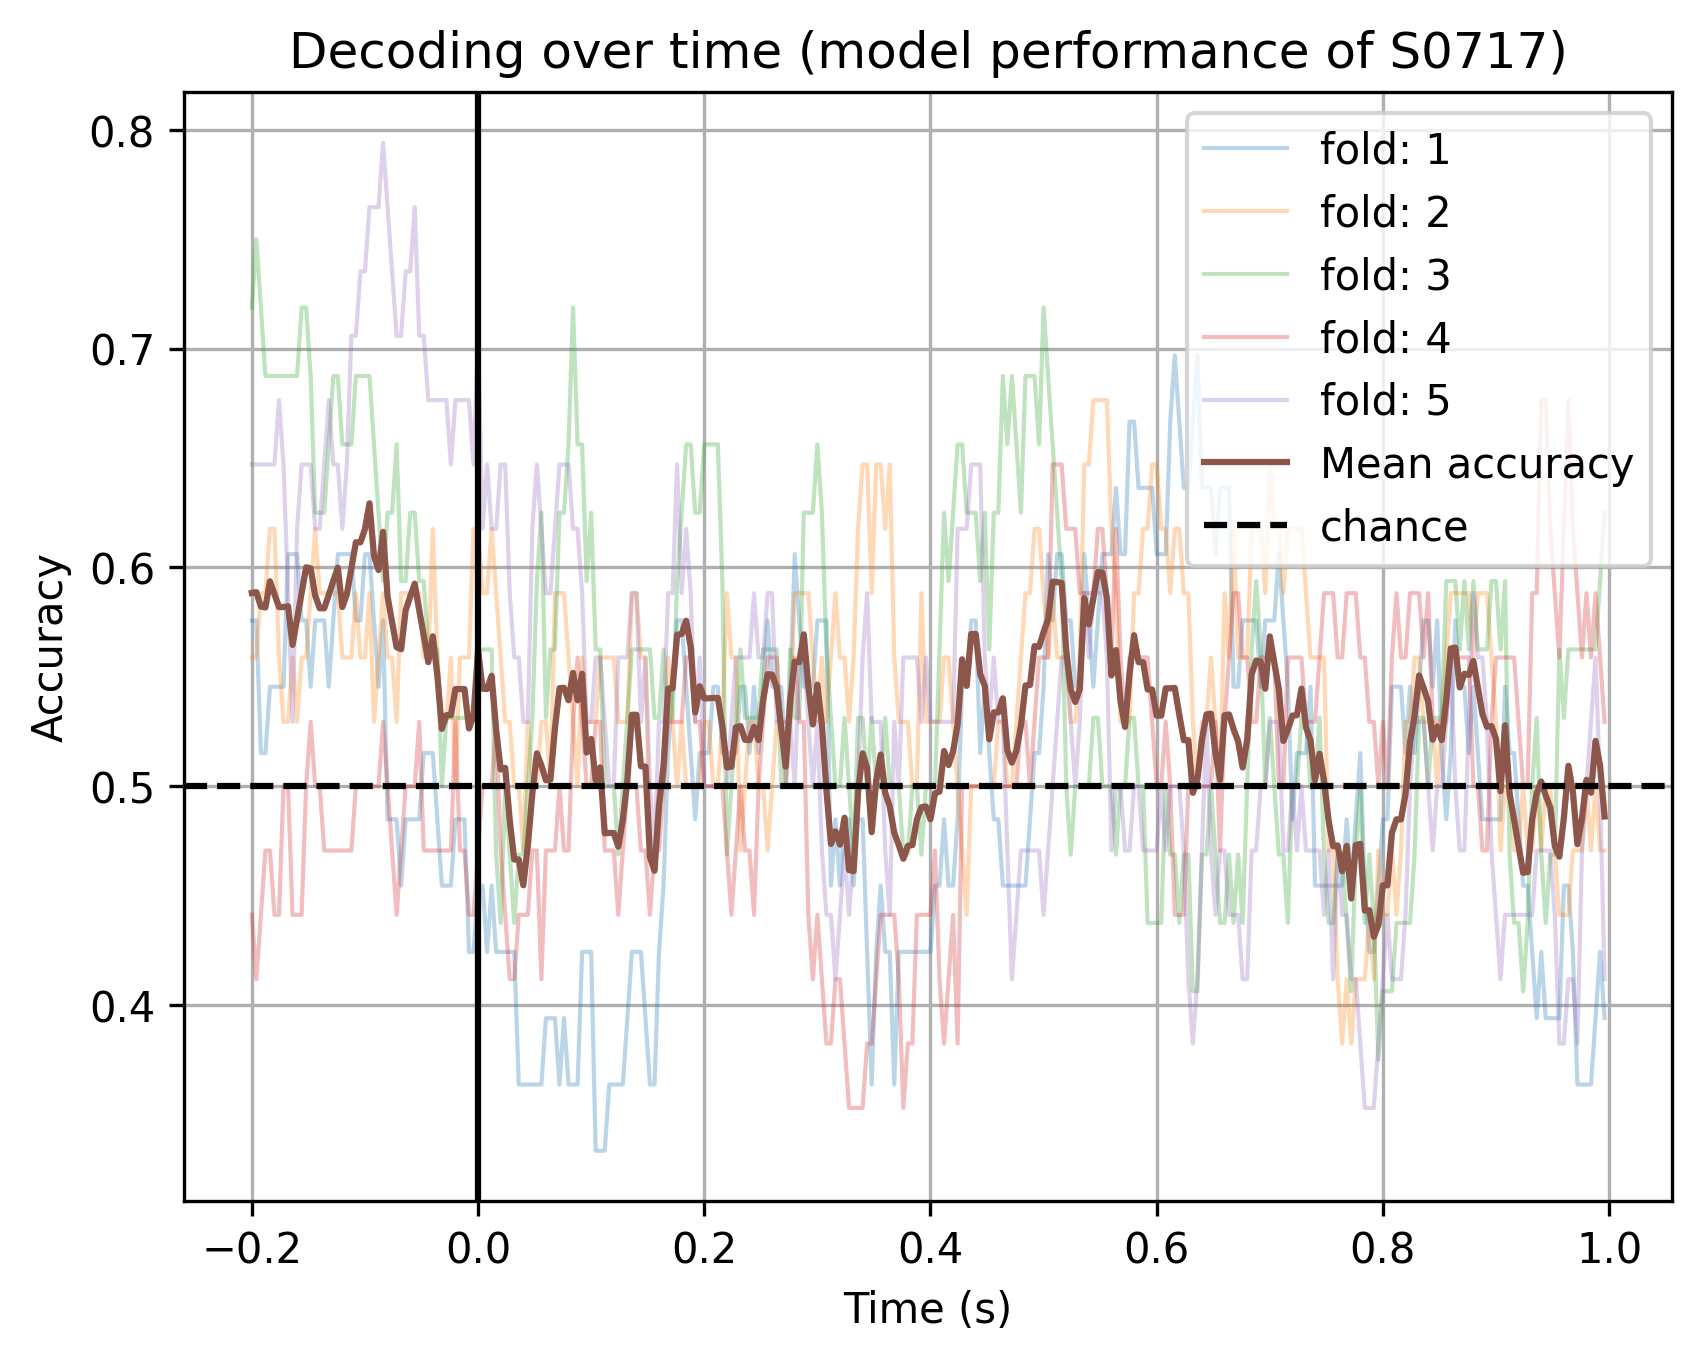 Decoding over time (model performance of S0717)
0.8
0.7
0.6
0.5
0.4
Accuracy
fold: 1
fold: 2
fold: 3
fold: 4
fold: 5
Mean accuracy
chance
−0.2 0.0 0.2 0.4 0.6 0.8 1.0
Time (s)